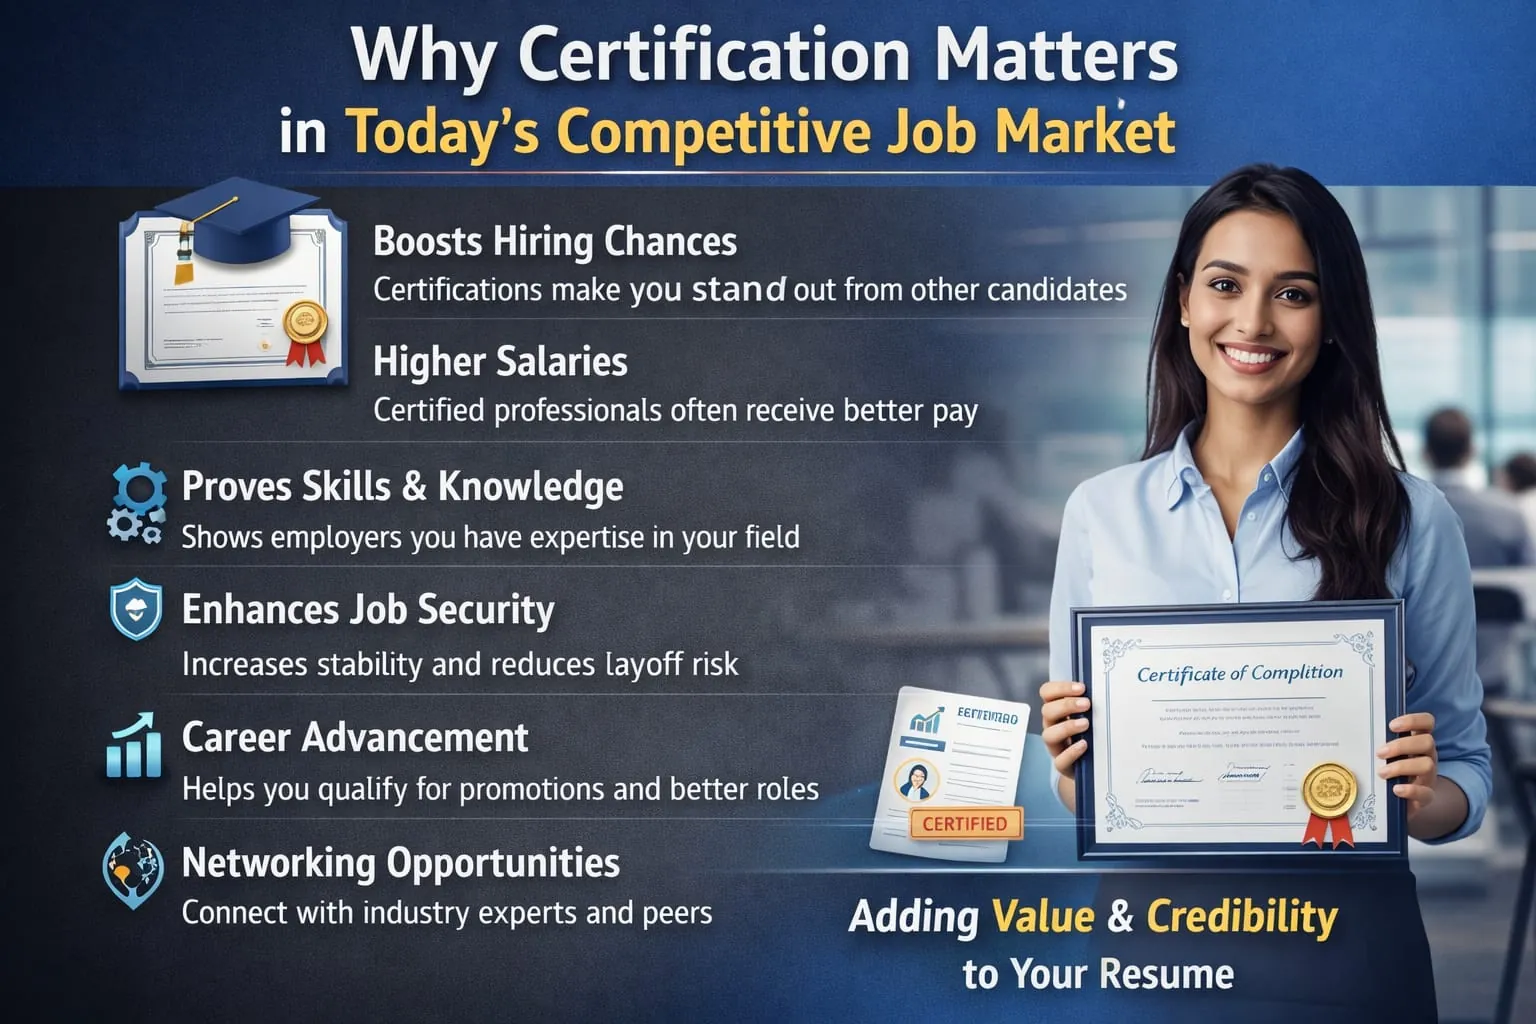 Why Certification Matters
in Today's Competitive Job Market
Boosts Hiring Chances
Certifications make you stand out from other candidates
Higher Salaries
Certified professionals often receive better pay
Proves Skills & Knowledge
Shows employers you have expertise in your field
Enhances Job Security
Increases stability and reduces layoff risk
Career Advancement
Helps you qualify for promotions and better roles
Networking Opportunities
Connect with industry experts and peers
Certificate of Complition
CERTIFIED
Adding Value & Credibility
to Your Resume